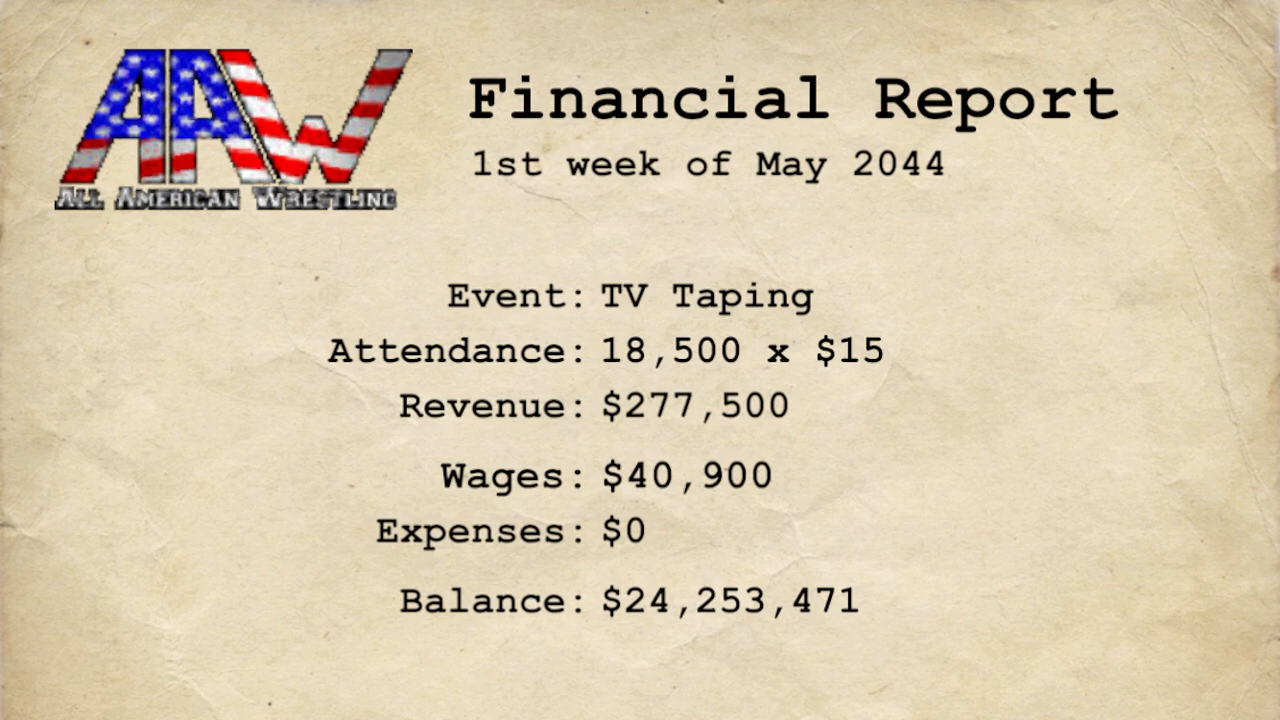 AAW
ALL AMERICAN WRESTLING
Financial Report
1st week of May 2044
Event: TV Taping
Attendance: 18,500 x $15
Revenue: $277,500
Wages: $40,900
Expenses: $0
Balance: $24,253,471